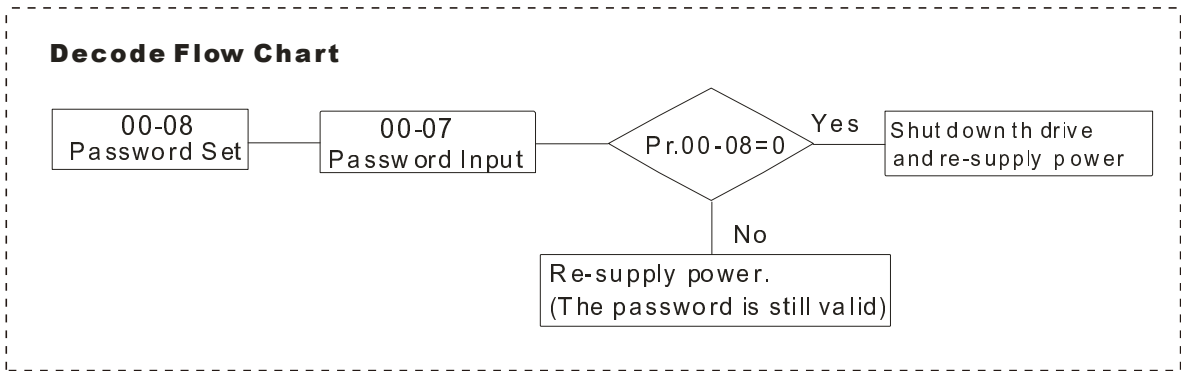 Decode Flow Chart
00-08
Password Set
00-07
Password Input
Pr.00-08=0
Yes
Shut down th drive
and re-supply power
No
Re-supply power.
(The password is still valid)